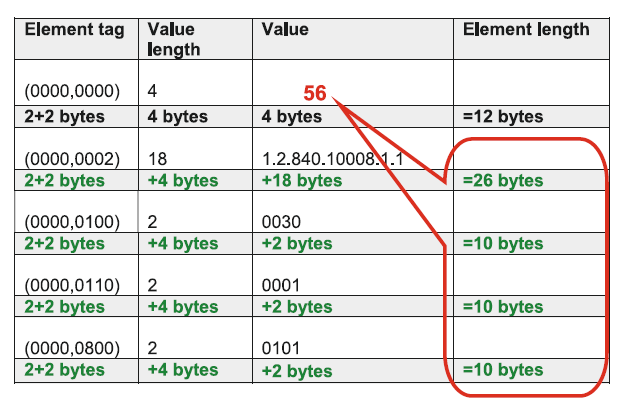 Element tag Value length Value Element length
(0000,0000) 4 56
2+2 bytes 4 bytes 4 bytes =12 bytes
(0000,0002) 18 1.2.840.10008.1.1
2+2 bytes +4 bytes +18 bytes =26 bytes
(0000,0100) 2 0030
2+2 bytes +4 bytes +2 bytes =10 bytes
(0000,0110) 2 0001
2+2 bytes +4 bytes +2 bytes =10 bytes
(0000,0800) 2 0101
2+2 bytes +4 bytes +2 bytes =10 bytes